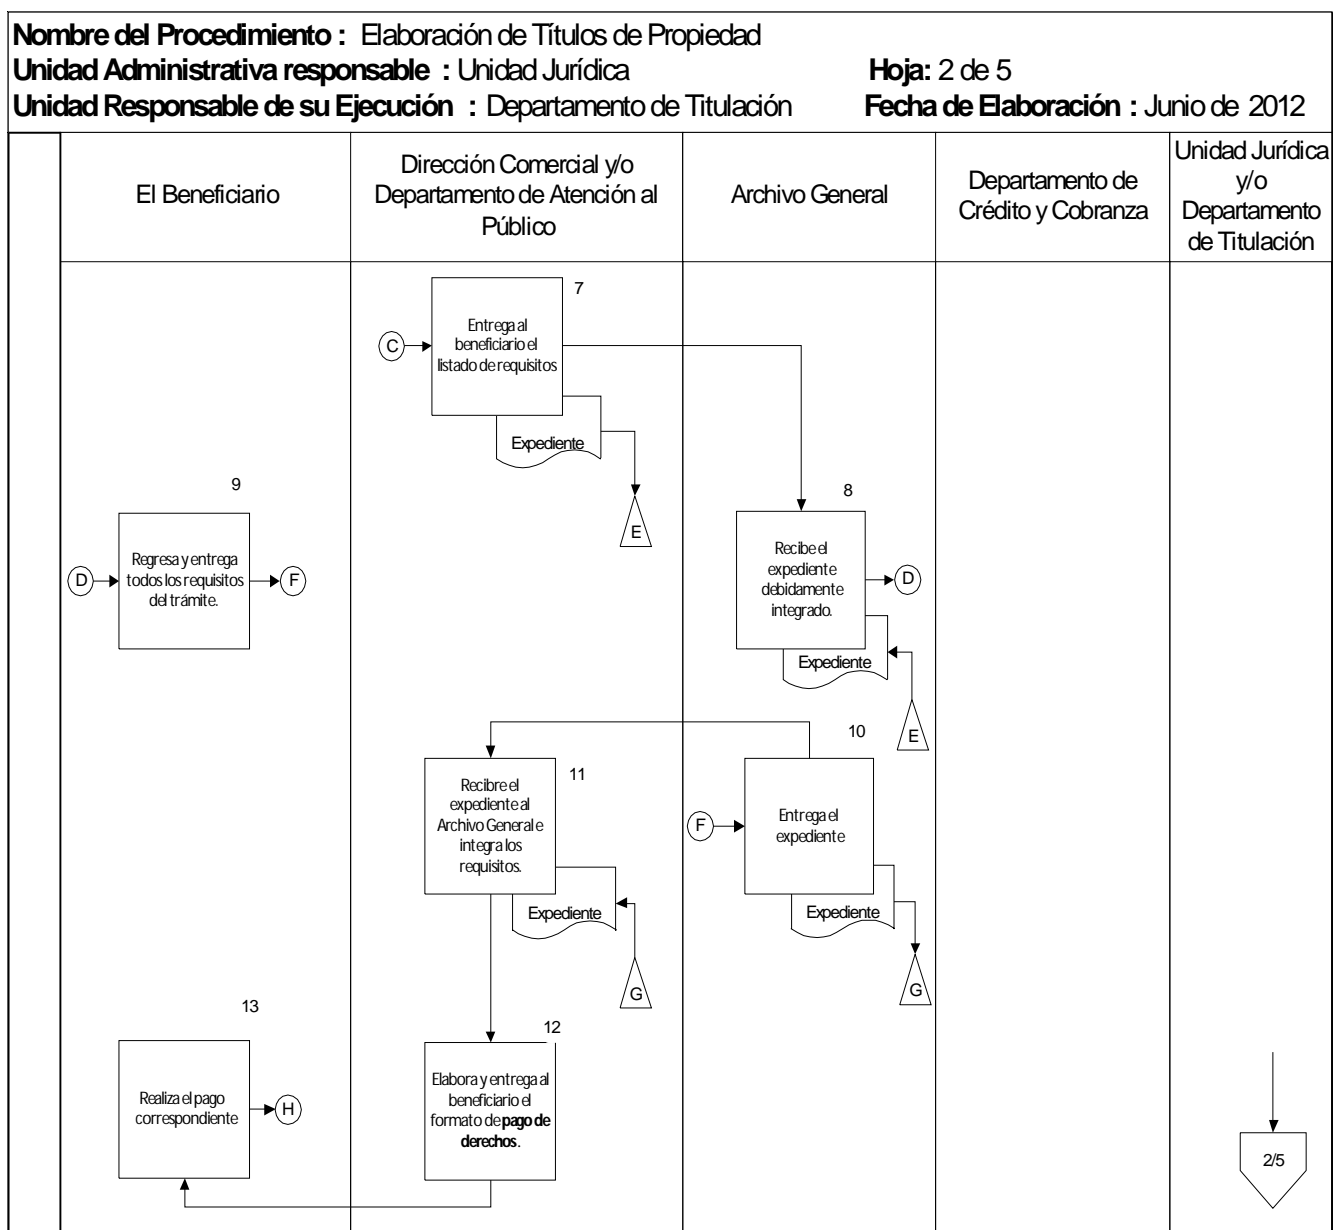 Nombre del Procedimiento : Elaboración de Títulos de Propiedad
Unidad Administrativa responsable : Unidad Jurídica Hoja: 2 de 5
Unidad Responsable de su Ejecución : Departamento de Titulación Fecha de Elaboración : Junio de 2012
El Beneficiario
Dirección Comercial y/o
Departamento de Atención al
Público
Archivo General
Departamento de
Crédito y Cobranza
Unidad Jurídica
y/o
Departamento
de Titulación
7
C
Entrega al
beneficiario el
listado de requisitos
Expediente
E
8
Recibe el
expediente
debidamente
integrado.
D
Expediente
E
9
D
Regresa y entrega
todos los requisitos
del trámite.
F
10
F
Entrega el
expediente
Expediente
G
11
Recibre el
expediente al
Archivo General e
integra los
requisitos.
Expediente
G
12
Elabora y entrega al
beneficiario el
formato de pago de
derechos.
13
Realiza el pago
correspondiente
H
2/5